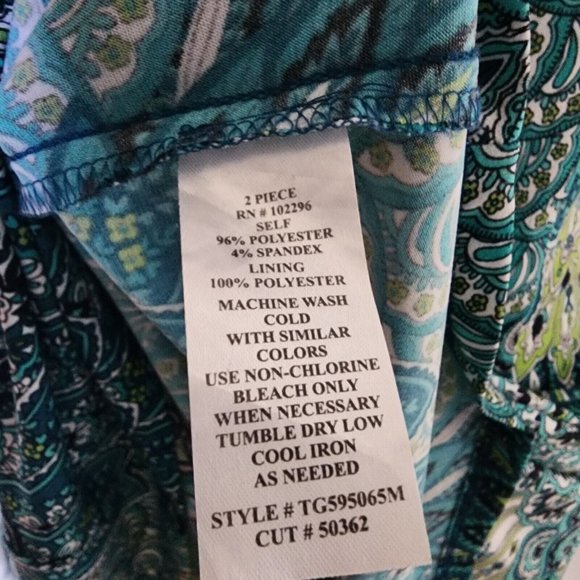 2 PIECE
RN # 102296
SELF
96% POLYESTER
4% SPANDEX
LINING
100% POLYESTER
MACHINE WASH
COLD
WITH SIMILAR
COLORS
USE NON-CHLORINE
BLEACH ONLY
WHEN NECESSARY
TUMBLE DRY LOW
COOL IRON
AS NEEDED
STYLE # TG595065M
CUT # 50362